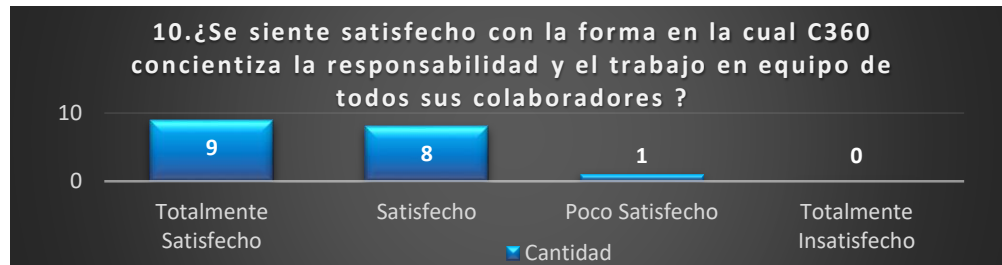 10.¿Se siente satisfecho con la forma en la cual C360
concientiza la responsabilidad y el trabajo en equipo de
todos sus colaboradores ?
10
0
9
8
1
0
Totalmente
Satisfecho
Satisfecho
Poco Satisfecho
Totalmente
Insatisfecho
Cantidad